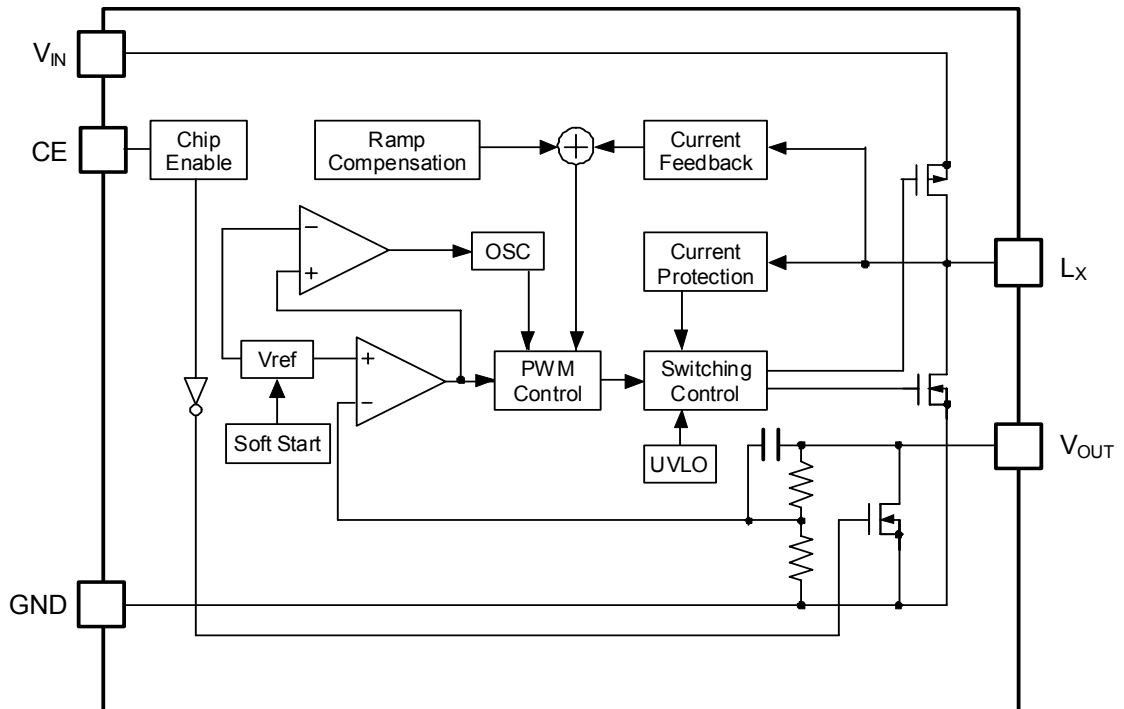 V_IN
CE
Chip
Enable
Ramp
Compensation
+
Current
Feedback
−
+
OSC
Current
Protection
L_X
Vref
+
−
PWM
Control
Switching
Control
Soft Start
UVLO
V_OUT
GND